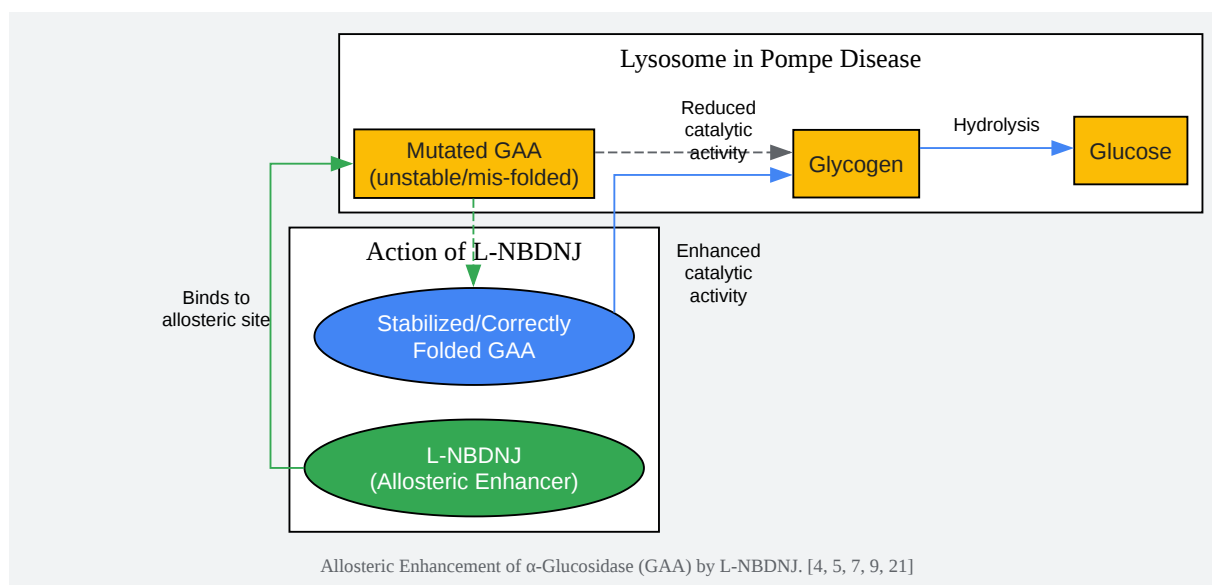 Lysosome in Pompe Disease
Reduced
catalytic
activity
Hydrolysis
Mutated GAA
(unstable/mis-folded)
Glycogen
Glucose
Action of L-NBDNJ
Enhanced
catalytic
activity
Binds to
allosteric site
Stabilized/Correctly
Folded GAA
L-NBDNJ
(Allosteric Enhancer)
Allosteric Enhancement of α-Glucosidase (GAA) by L-NBDNJ. [4, 5, 7, 9, 21]